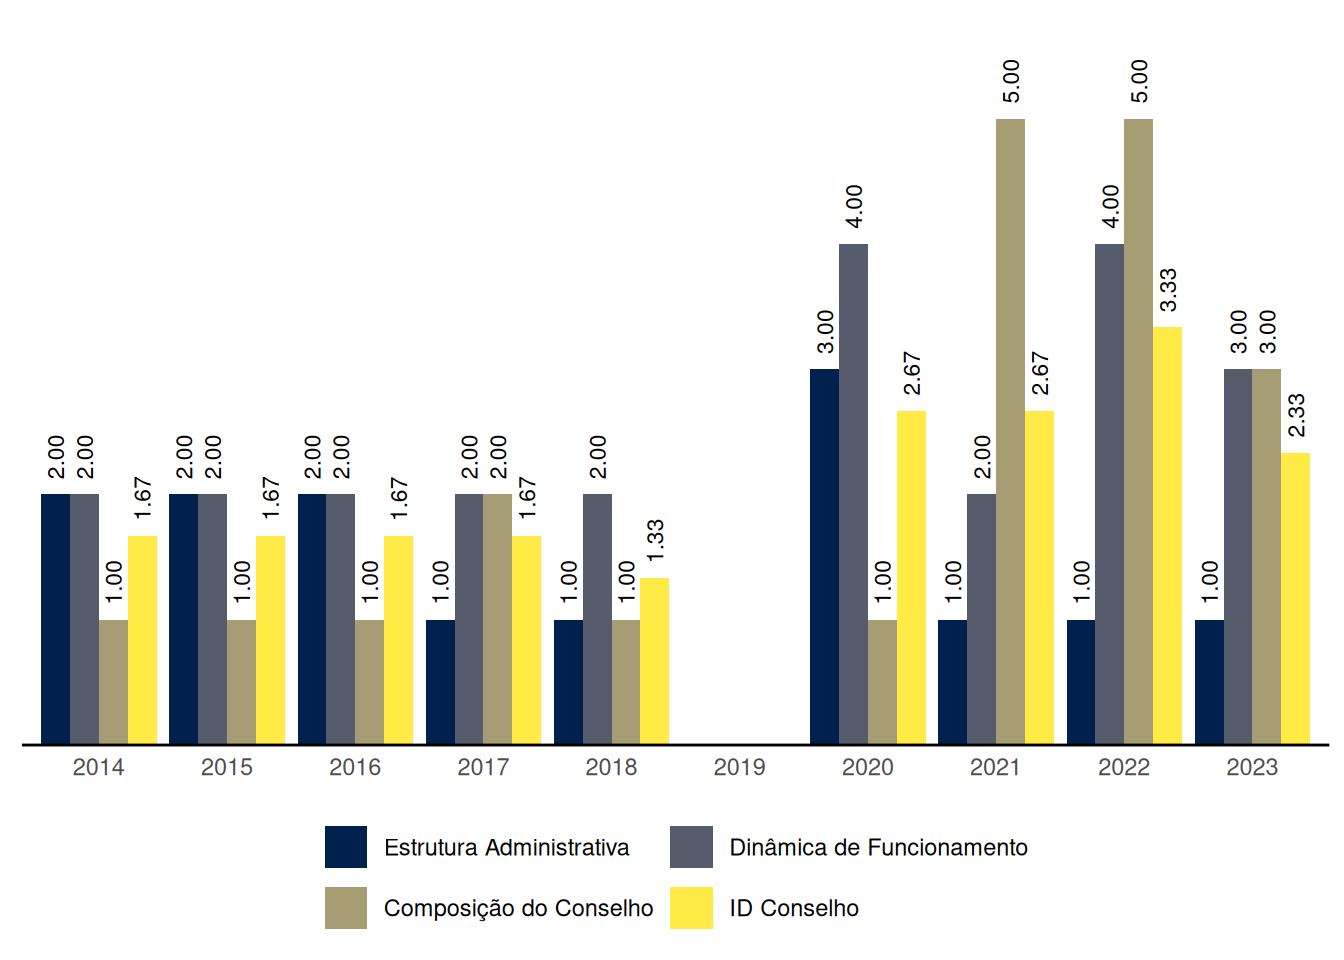 2.00 2.00 1.00 1.67 2.00 2.00 1.00 1.67 2.00 2.00 1.00 1.67 1.00 2.00 2.00 1.67 1.00 2.00 1.00 1.33 3.00 4.00 1.00 2.67 1.00 2.00 5.00 2.67 1.00 4.00 5.00 3.33 1.00 3.00 3.00 2.33
2014 2015 2016 2017 2018 2019 2020 2021 2022 2023
Estrutura Administrativa Dinâmica de Funcionamento
Composição do Conselho ID Conselho